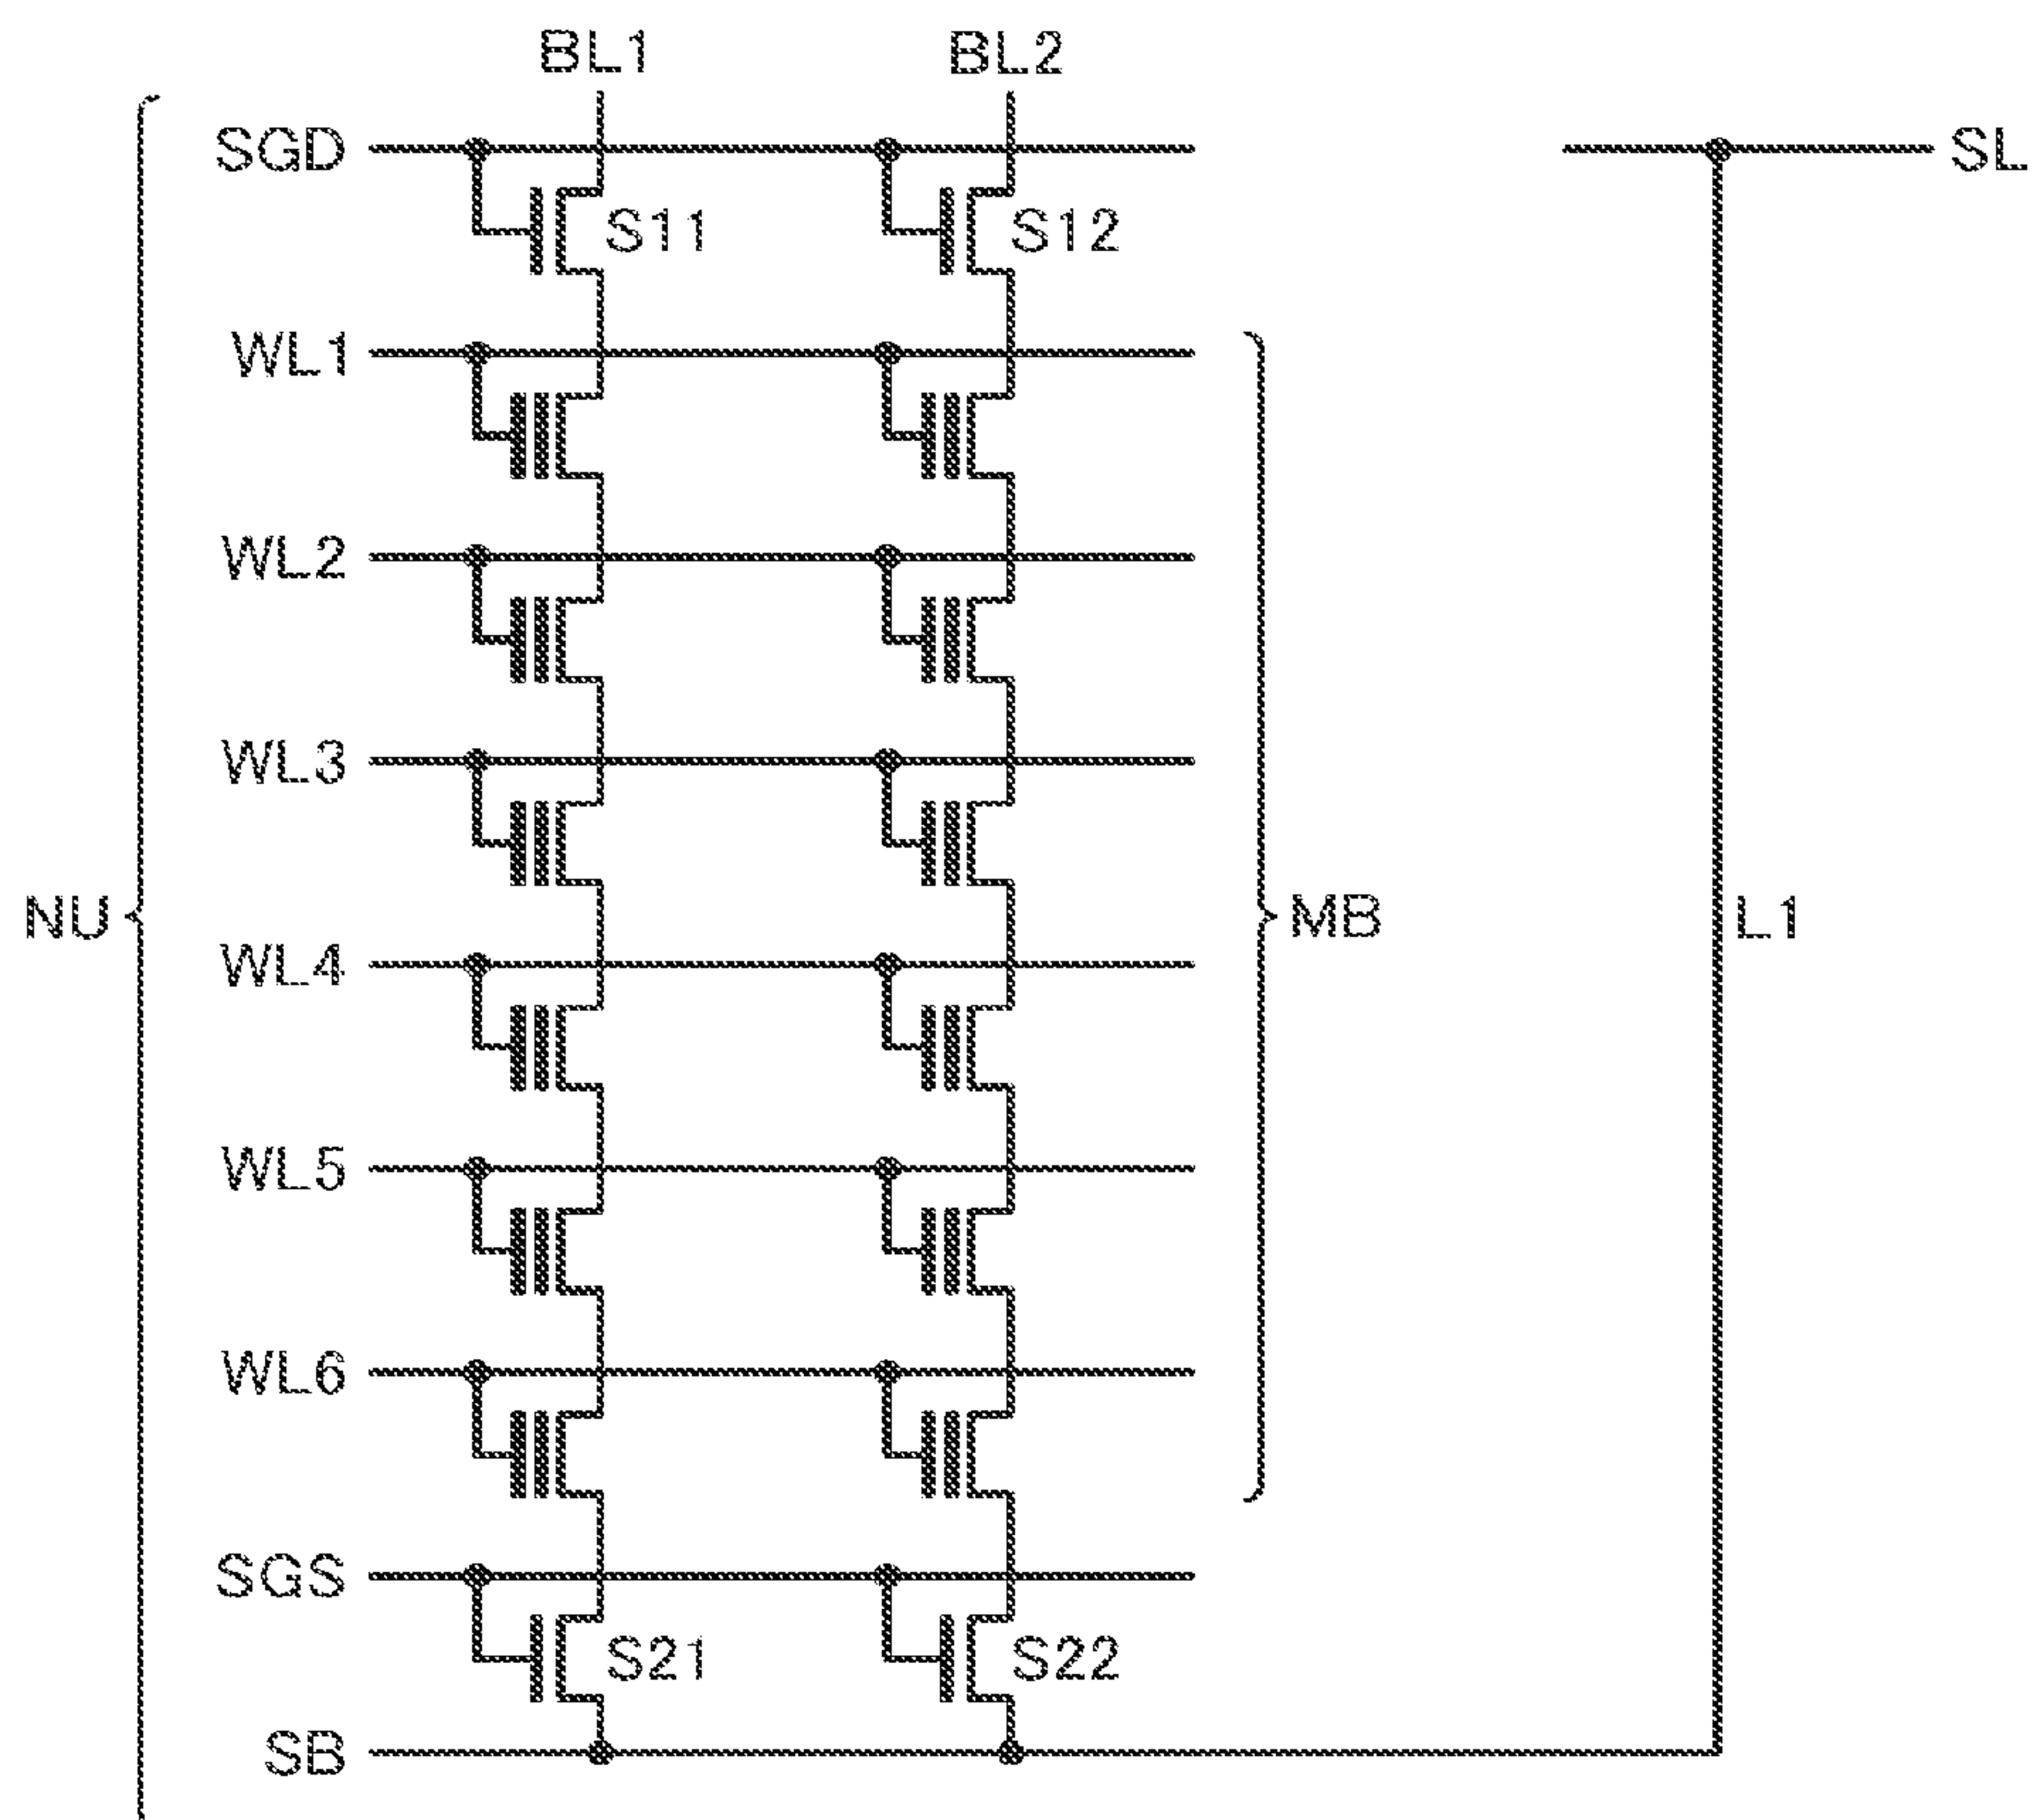 BL1 BL2
SGD SL
S11 S12
WL1
WL2
WL3
NU MB L1
WL4
WL5
WL6
SGS
S21 S22
SB